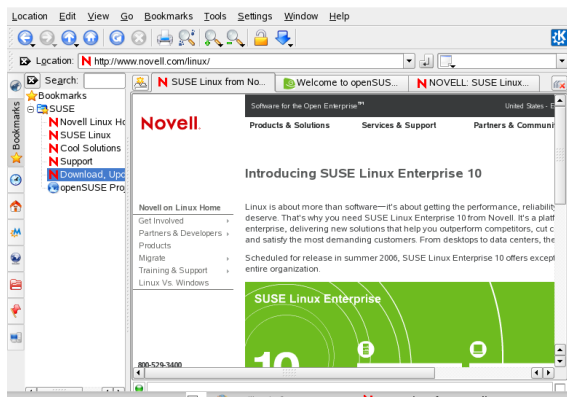 Location Edit View Go Bookmarks Tools Settings Window Help
Location: http://www.novell.com/linux/
Search:
SUSE Linux from No...
Welcome to openSUS...
NOVELL: SUSE Linux...
Bookmarks
Bookmarks
SUSE
Novell Linux Ho
SUSE Linux
Cool Solutions
Support
Download, Upd
openSUSE Proj
Software for the Open Enterprise™
United States - E
Novell.
Products & Solutions
Services & Support
Partners & Communi
Introducing SUSE Linux Enterprise 10
Novell on Linux Home
Get Involved
Partners & Developers
Products
Migrate
Training & Support
Linux Vs. Windows
800-529-3400
Linux is about more than software—it's about getting the performance, reliability
deserve. That's why you need SUSE Linux Enterprise 10 from Novell. It's a platf
enterprise, delivering new solutions that help you outperform competitors, cut c
and satisfy the most demanding customers. From desktops to data centers, the
Scheduled for release in summer 2006, SUSE Linux Enterprise 10 offers except
entire organization.
SUSE Linux Enterprise
10